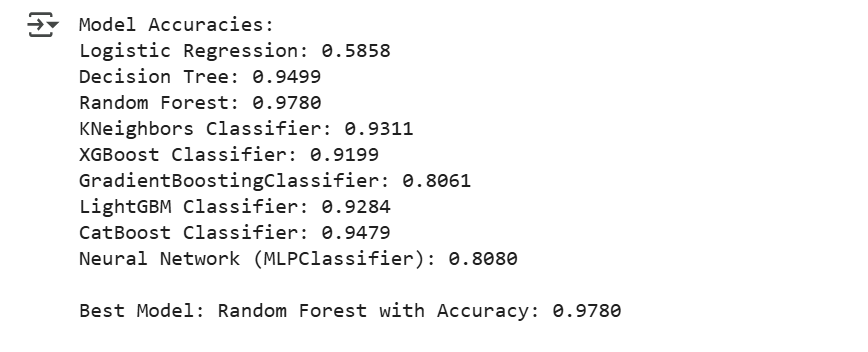 Model Accuracies:
Logistic Regression: 0.5858
Decision Tree: 0.9499
Random Forest: 0.9780
KNeighbors Classifier: 0.9311
XGBoost Classifier: 0.9199
GradientBoostingClassifier: 0.8061
LightGBM Classifier: 0.9284
CatBoost Classifier: 0.9479
Neural Network (MLPClassifier): 0.8080
Best Model: Random Forest with Accuracy: 0.9780